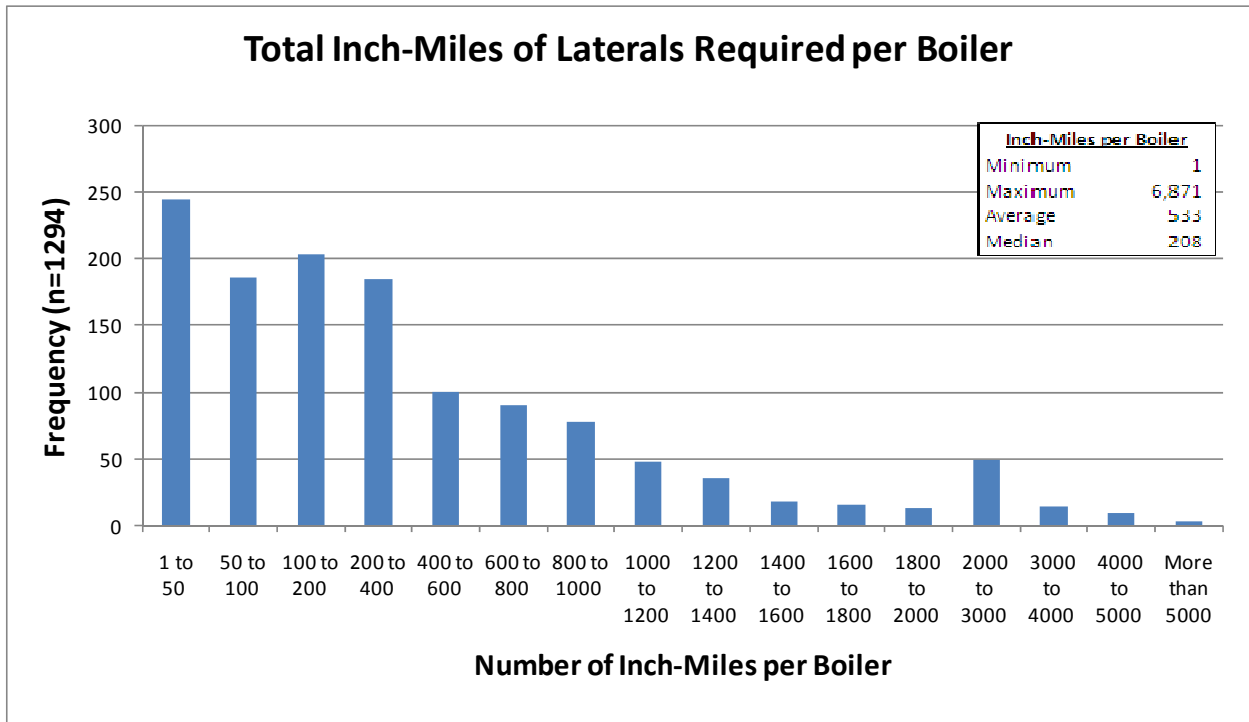 Total Inch-Miles of Laterals Required per Boiler
Inch-Miles per Boiler
Minimum 1
Maximum 6,871
Average 533
Median 208
Frequency (n=1294)
300
250
200
150
100
50
0
1 to 50 to 100 to 200 to 400 to 600 to 800 to 1000 1200 1400 1600 1800 2000 3000 4000 More
50 100 200 400 600 800 1000 to to to to to to to to than
1200 1400 1600 1800 2000 3000 4000 5000 5000
Number of Inch-Miles per Boiler